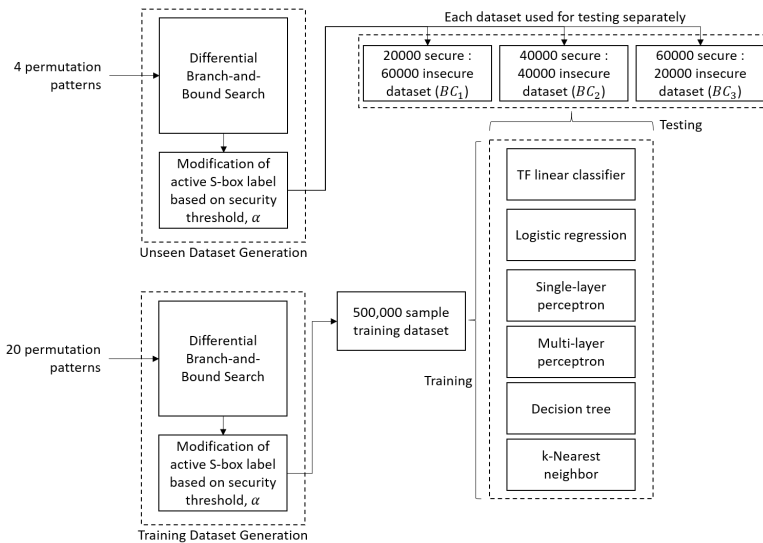 Each dataset used for testing separately
4 permutation
patterns
Differential
Branch-and-
Bound Search
Modification of
active S-box label
based on security
threshold, α
Unseen Dataset Generation
20000 secure :
60000 insecure
dataset (BC₁)
40000 secure :
40000 insecure
dataset (BC₂)
60000 secure :
20000 insecure
dataset (BC₃)
Testing
TF linear classifier
Logistic regression
Single-layer
perceptron
Multi-layer
perceptron
Decision tree
k-Nearest
neighbor
20 permutation
patterns
Differential
Branch-and-
Bound Search
Modification of
active S-box label
based on security
threshold, α
Training Dataset Generation
500,000 sample
training dataset
Training